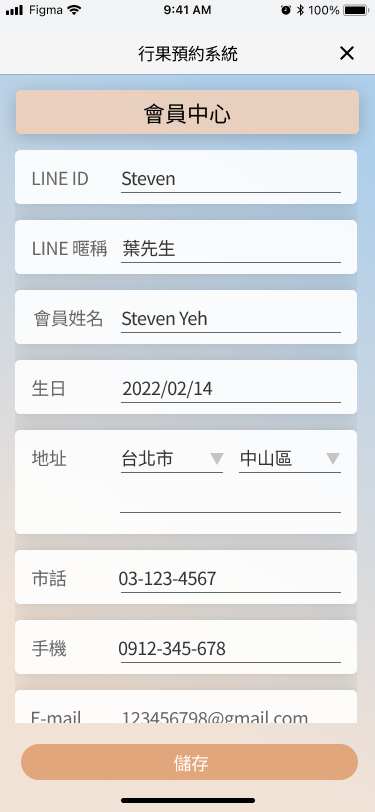 Figma 9:41 AM 100%
行果預約系統
會員中心
LINE ID Steven
LINE 暱稱 葉先生
會員姓名 Steven Yeh
生日 2022/02/14
地址 台北市 中山區
市話 03-123-4567
手機 0912-345-678
E-mail 123456798@gmail.com
儲存